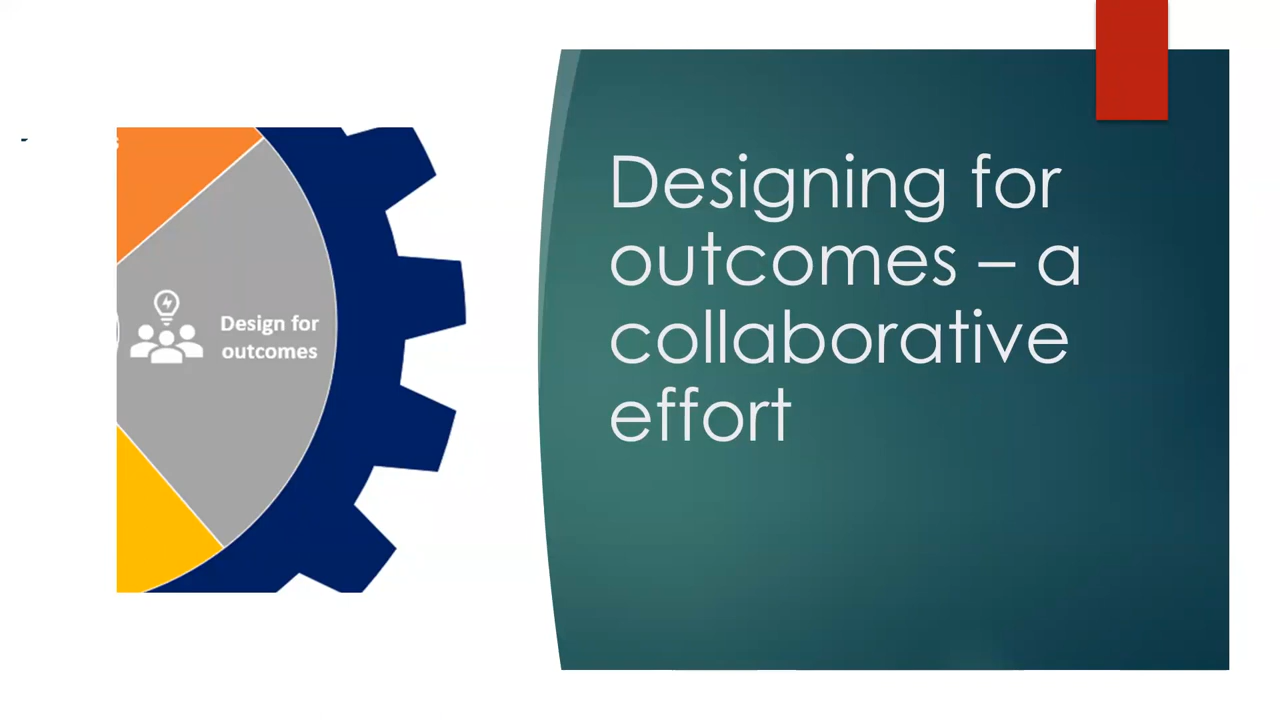 Design for
outcomes
Designing for
outcomes – a
collaborative
effort